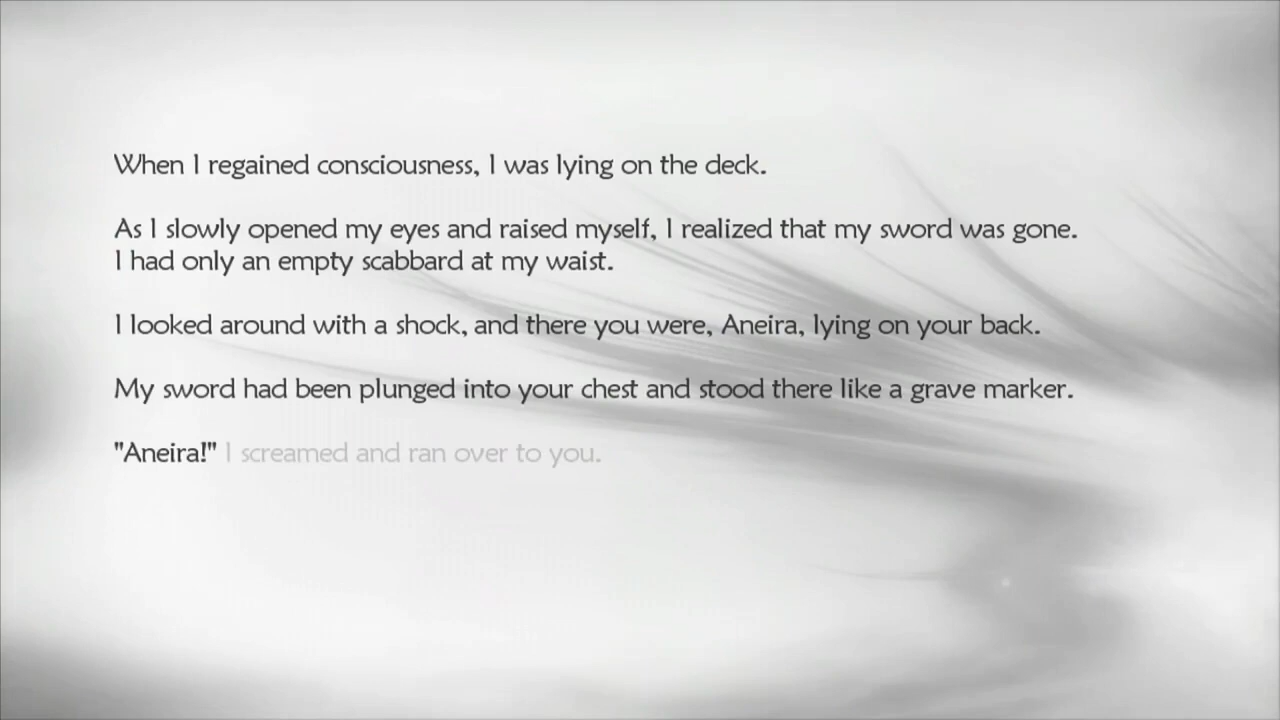 When I regained consciousness, I was lying on the deck.
As I slowly opened my eyes and raised myself, I realized that my sword was gone.
I had only an empty scabbard at my waist.
I looked around with a shock, and there you were, Aneira, lying on your back.
My sword had been plunged into your chest and stood there like a grave marker.
"Aneira!" I screamed and ran over to you.